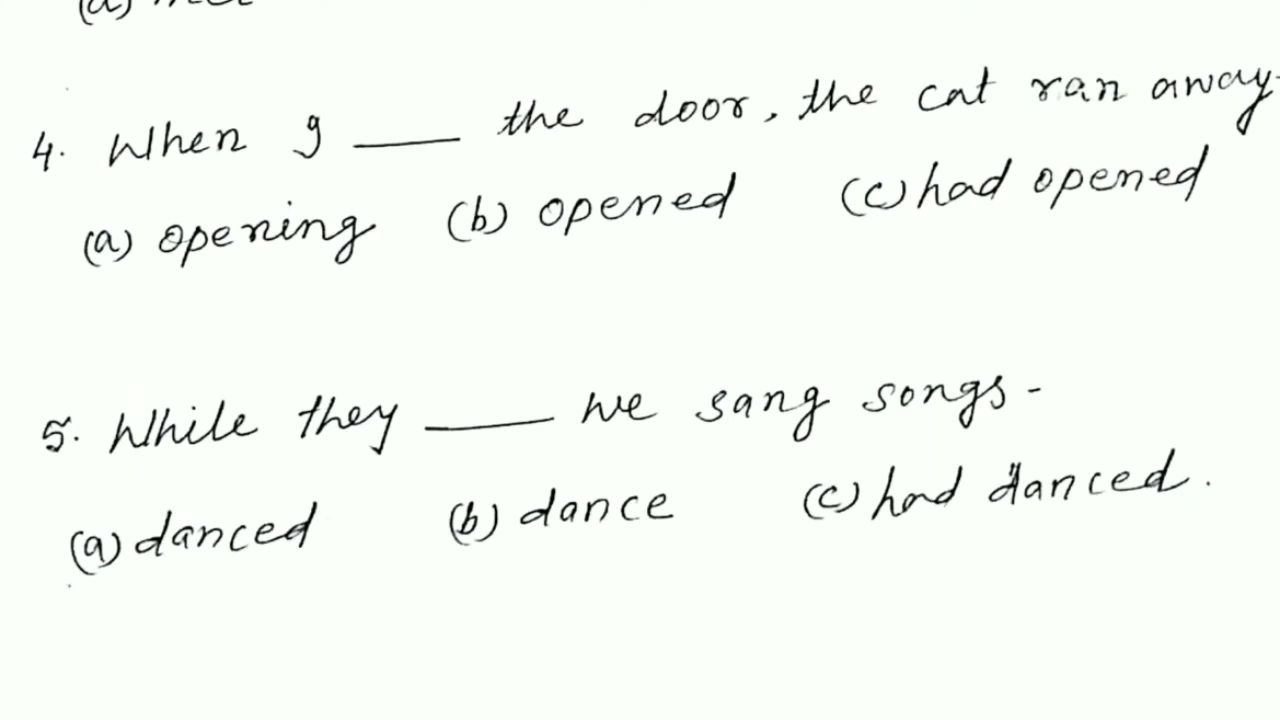 4. When I ___ the door, the cat ran away.
(a) opening (b) opened (c) had opened
5. While they ___ we sang songs.
(a) danced (b) dance (c) had danced.